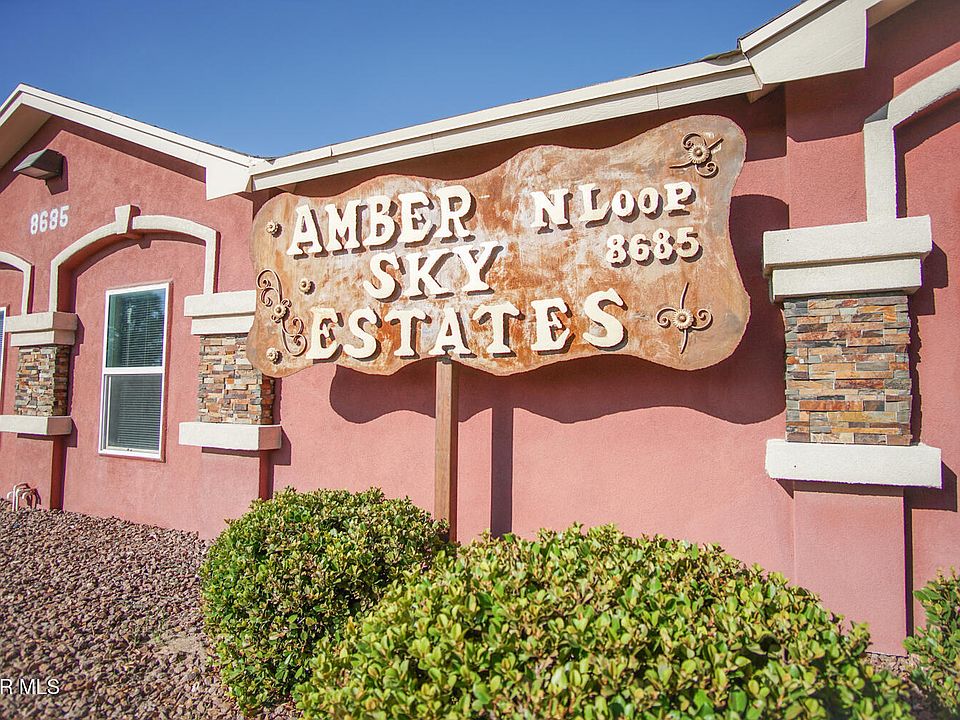 8685
AMBER
SKY
ESTATES
N LOOP
8685
R MLS